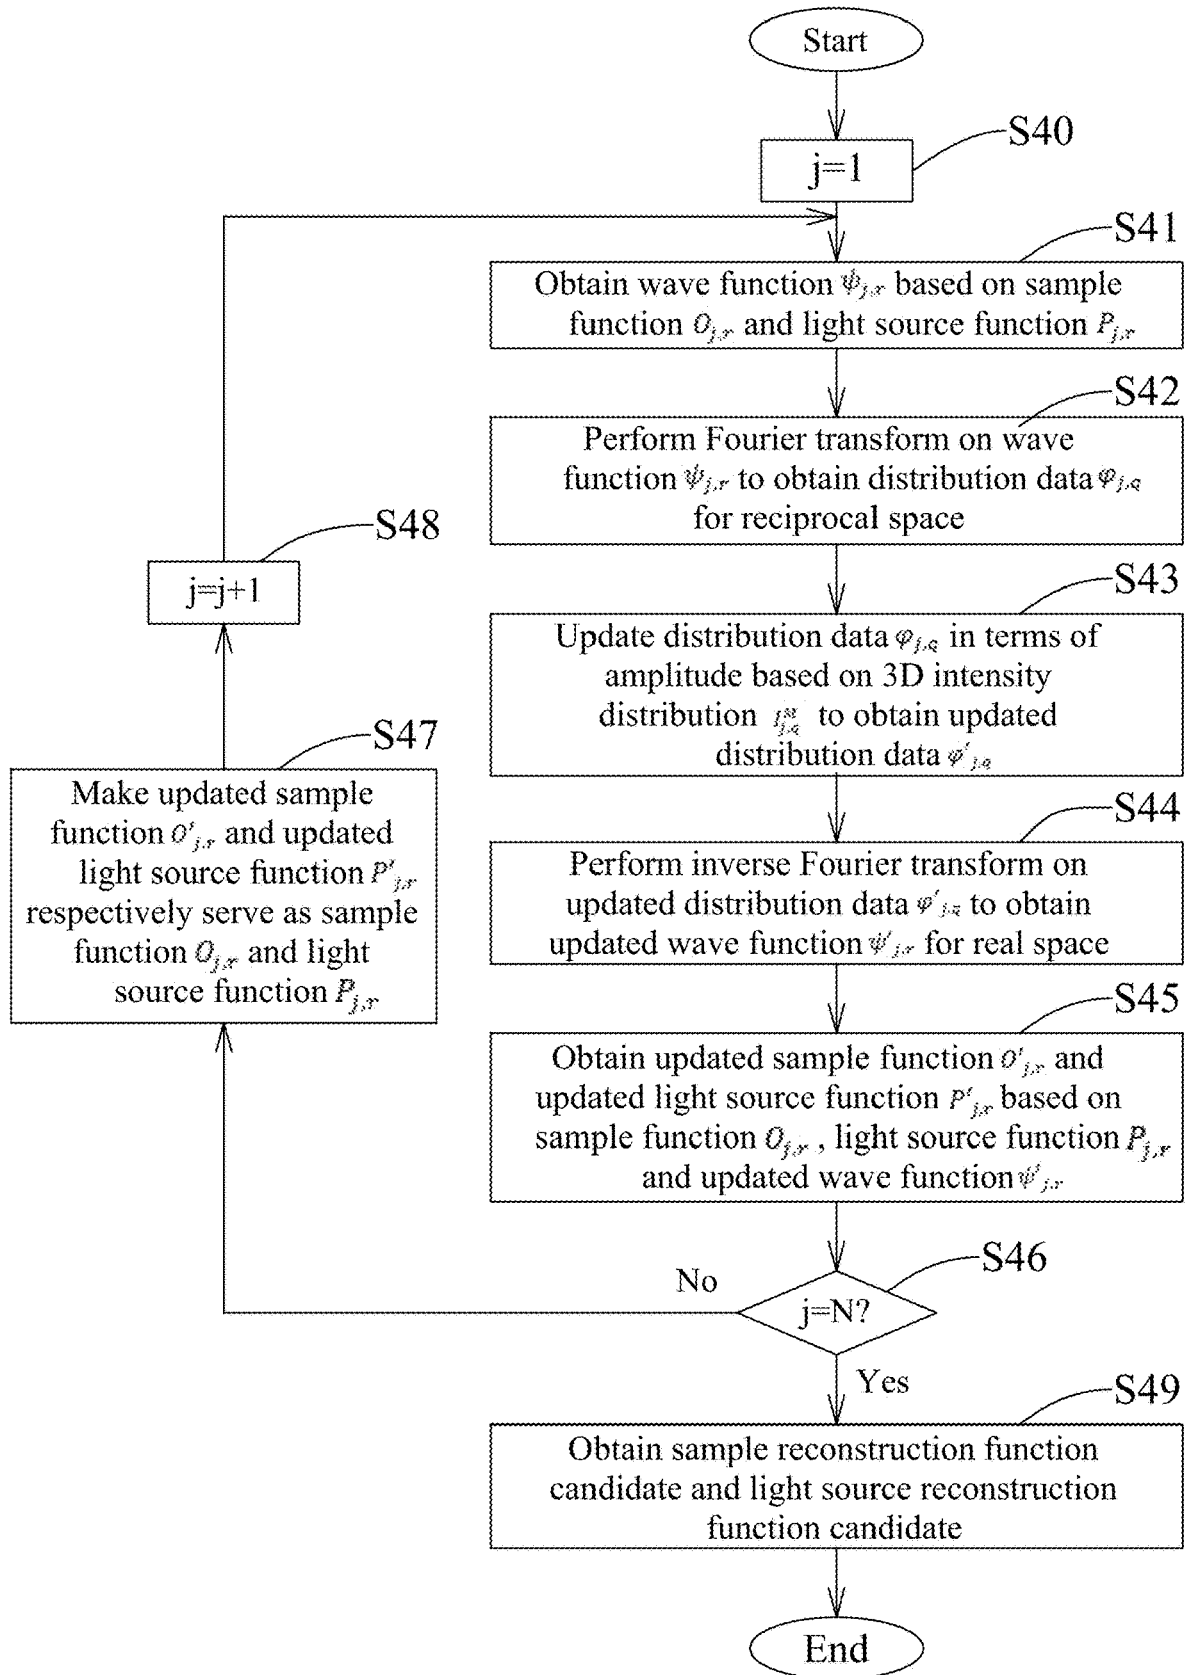 Start
S40
j=1
S41
Obtain wave function ψj,r based on sample
function Oj,r and light source function Pj,r
S42
Perform Fourier transform on wave
function ψj,r to obtain distribution data φj,q
for reciprocal space
S43
Update distribution data φj,q in terms of
amplitude based on 3D intensity
distribution to obtain updated
distribution data φ'j,q
S44
Perform inverse Fourier transform on
updated distribution data φ'j,q to obtain
updated wave function ψ'j,r for real space
S45
Obtain updated sample function O'j,r and
updated light source function P'j,r based on
sample function Oj,r , light source function Pj,r
and updated wave function ψ'j,r
S46
j=N?
No
Yes
S47
Make updated sample
function O'j,r and updated
light source function P'j,r
respectively serve as sample
function Oj,r and light
source function Pj,r
S48
j=j+1
S49
Obtain sample reconstruction function
candidate and light source reconstruction
function candidate
End